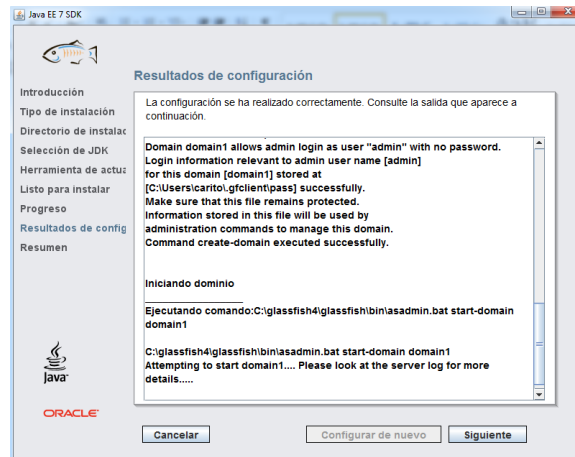 Java EE 7 SDK
Resultados de configuración
Introducción
Tipo de instalación
Directorio de instalac
Selección de JDK
Herramienta de actua
Listo para instalar
Progreso
Resultados de config
Resumen
La configuración se ha realizado correctamente. Consulte la salida que aparece a
continuación.
Domain domain1 allows admin login as user "admin" with no password.
Login information relevant to admin user name [admin]
for this domain [domain1] stored at
[C:\Users\carito\.gfclient\pass] successfully.
Make sure that this file remains protected.
Information stored in this file will be used by
administration commands to manage this domain.
Command create-domain executed successfully.
Iniciando dominio
Ejecutando comando:C:\glassfish4\glassfish\bin\asadmin.bat start-domain
domain1
C:\glassfish4\glassfish\bin\asadmin.bat start-domain domain1
Attempting to start domain1.... Please look at the server log for more
details.....
Java
ORACLE
Cancelar
Configurar de nuevo
Siguiente